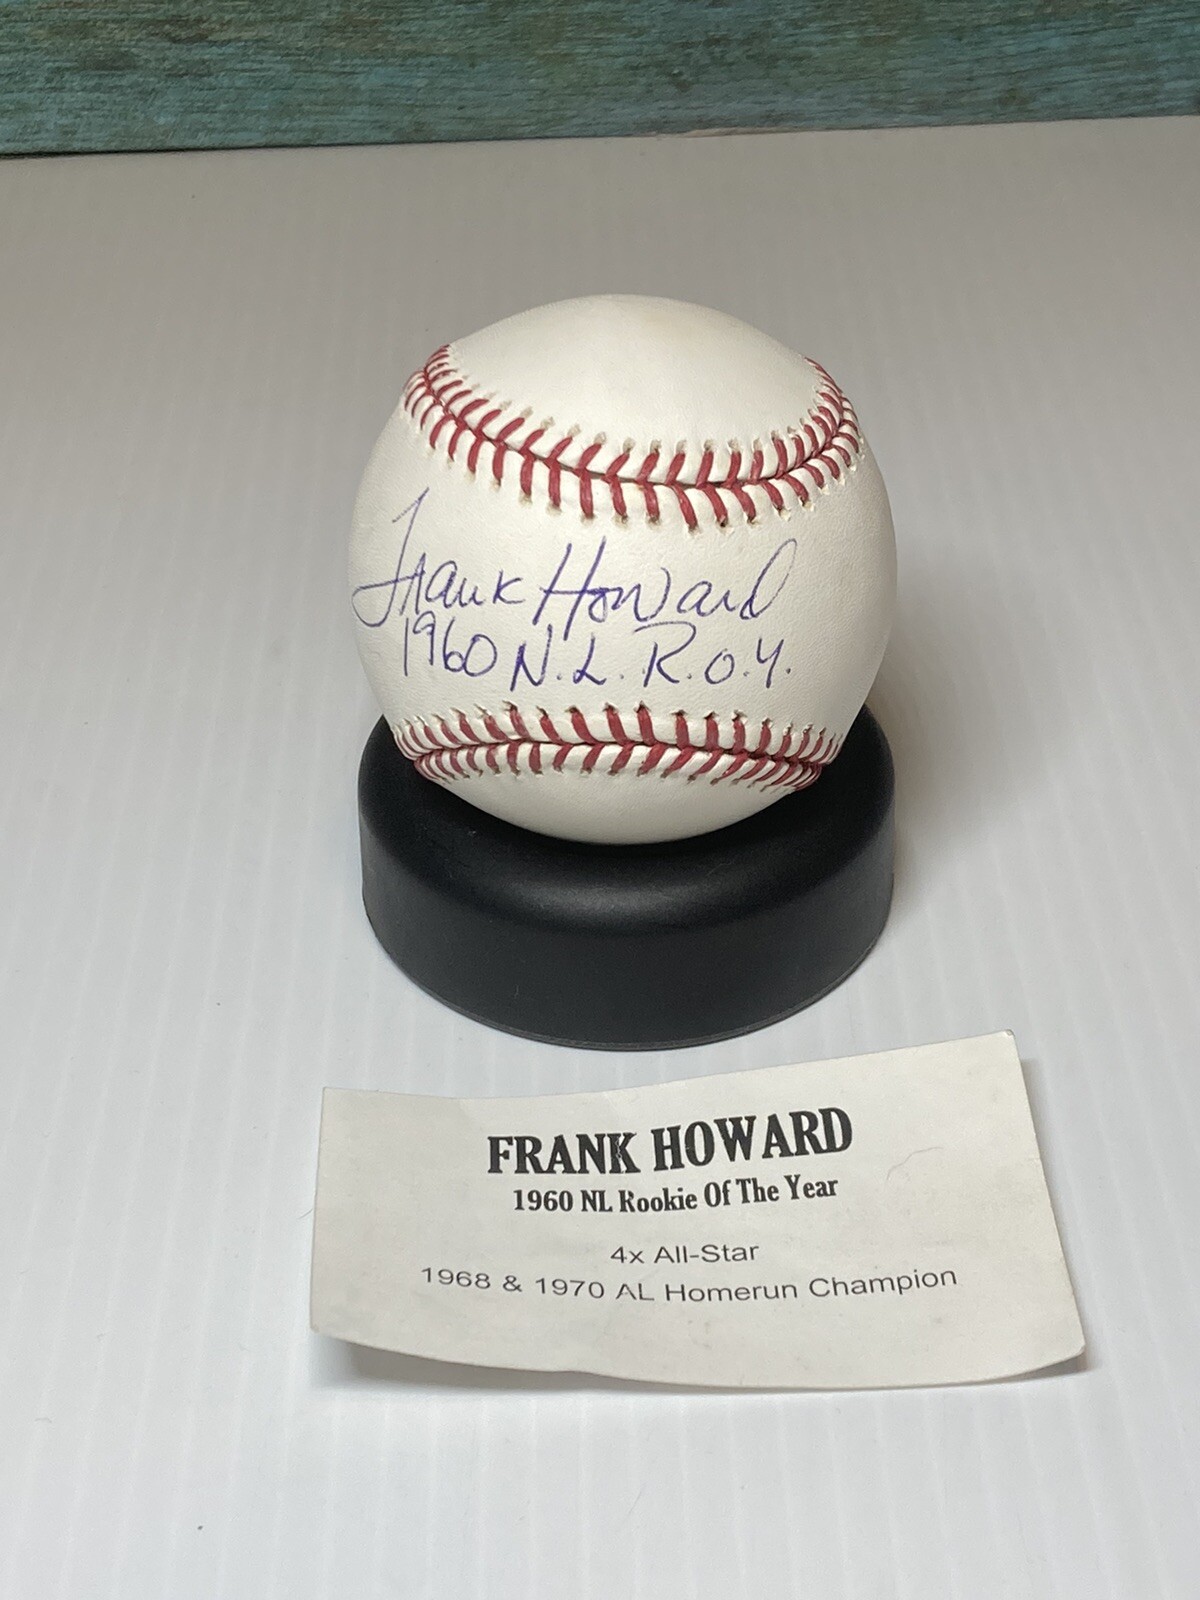 Frank Howard
1960 N.L. R.O.Y.
FRANK HOWARD
1960 NL Rookie Of The Year
4x All-Star
1968 & 1970 AL Homerun Champion